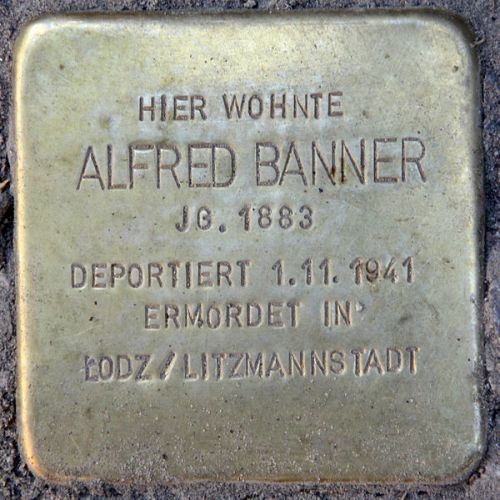 HIER WOHNTE
ALFRED BANNER
JG. 1883
DEPORTIERT 1.11.1941
ERMORDET IN
ŁODZ / LITZMANNSTADT